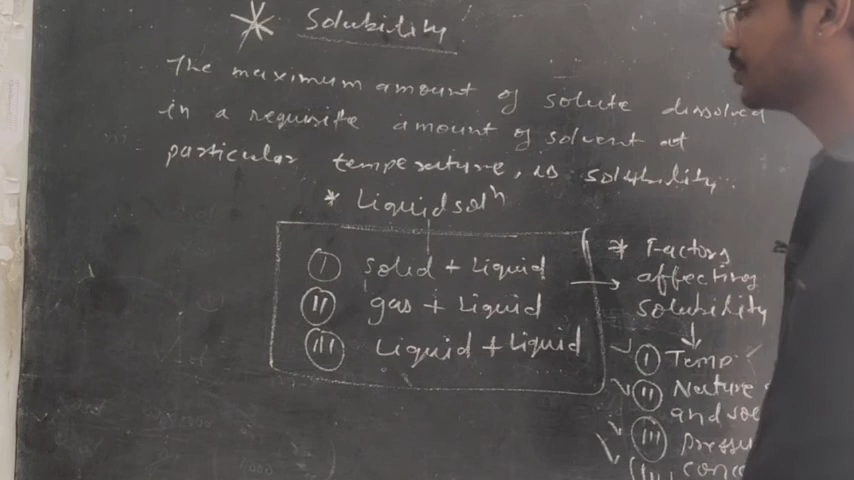 * Solubility
The maximum amount of solute dissolved
in a requisite amount of solvent at
particular temperature, is solubility.
* Liquid solⁿ
(I) solid + Liquid
(II) gas + Liquid
(III) Liquid + Liquid
* Factors
affecting
solubility
(I) Temp.
(II) Nature
and
(III)